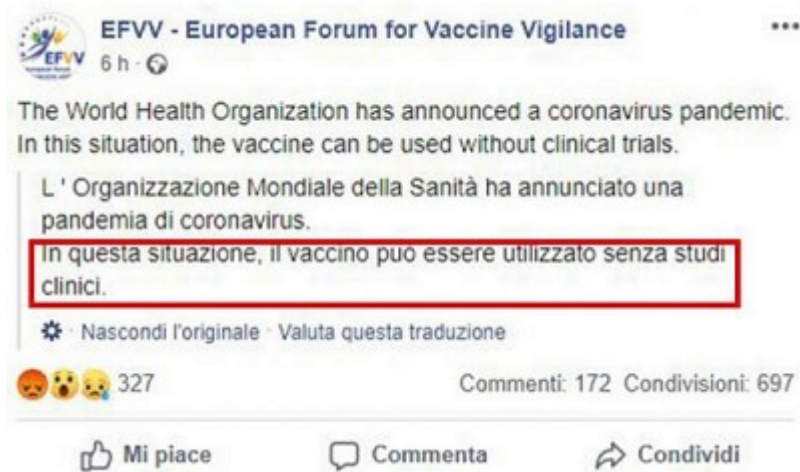 EFVV - European Forum for Vaccine Vigilance
6 h
The World Health Organization has announced a coronavirus pandemic.
In this situation, the vaccine can be used without clinical trials.
L ' Organizzazione Mondiale della Sanità ha annunciato una
pandemia di coronavirus.
In questa situazione, il vaccino può essere utilizzato senza studi
clinici.
· Nascondi l'originale · Valuta questa traduzione
327 Commenti: 172 Condivisioni: 697
Mi piace Commenta Condividi